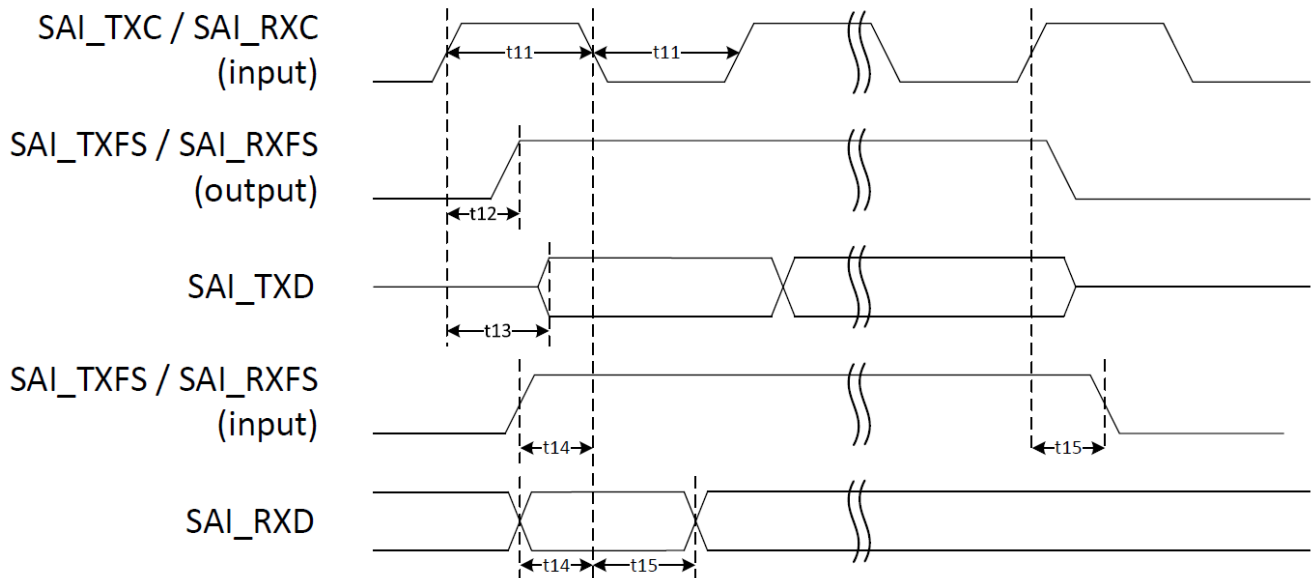 SAI_TXC / SAI_RXC
(input)
t11
t11
SAI_TXFS / SAI_RXFS
(output)
t12
SAI_TXD
t13
SAI_TXFS / SAI_RXFS
(input)
t14
t15
SAI_RXD
t14
t15